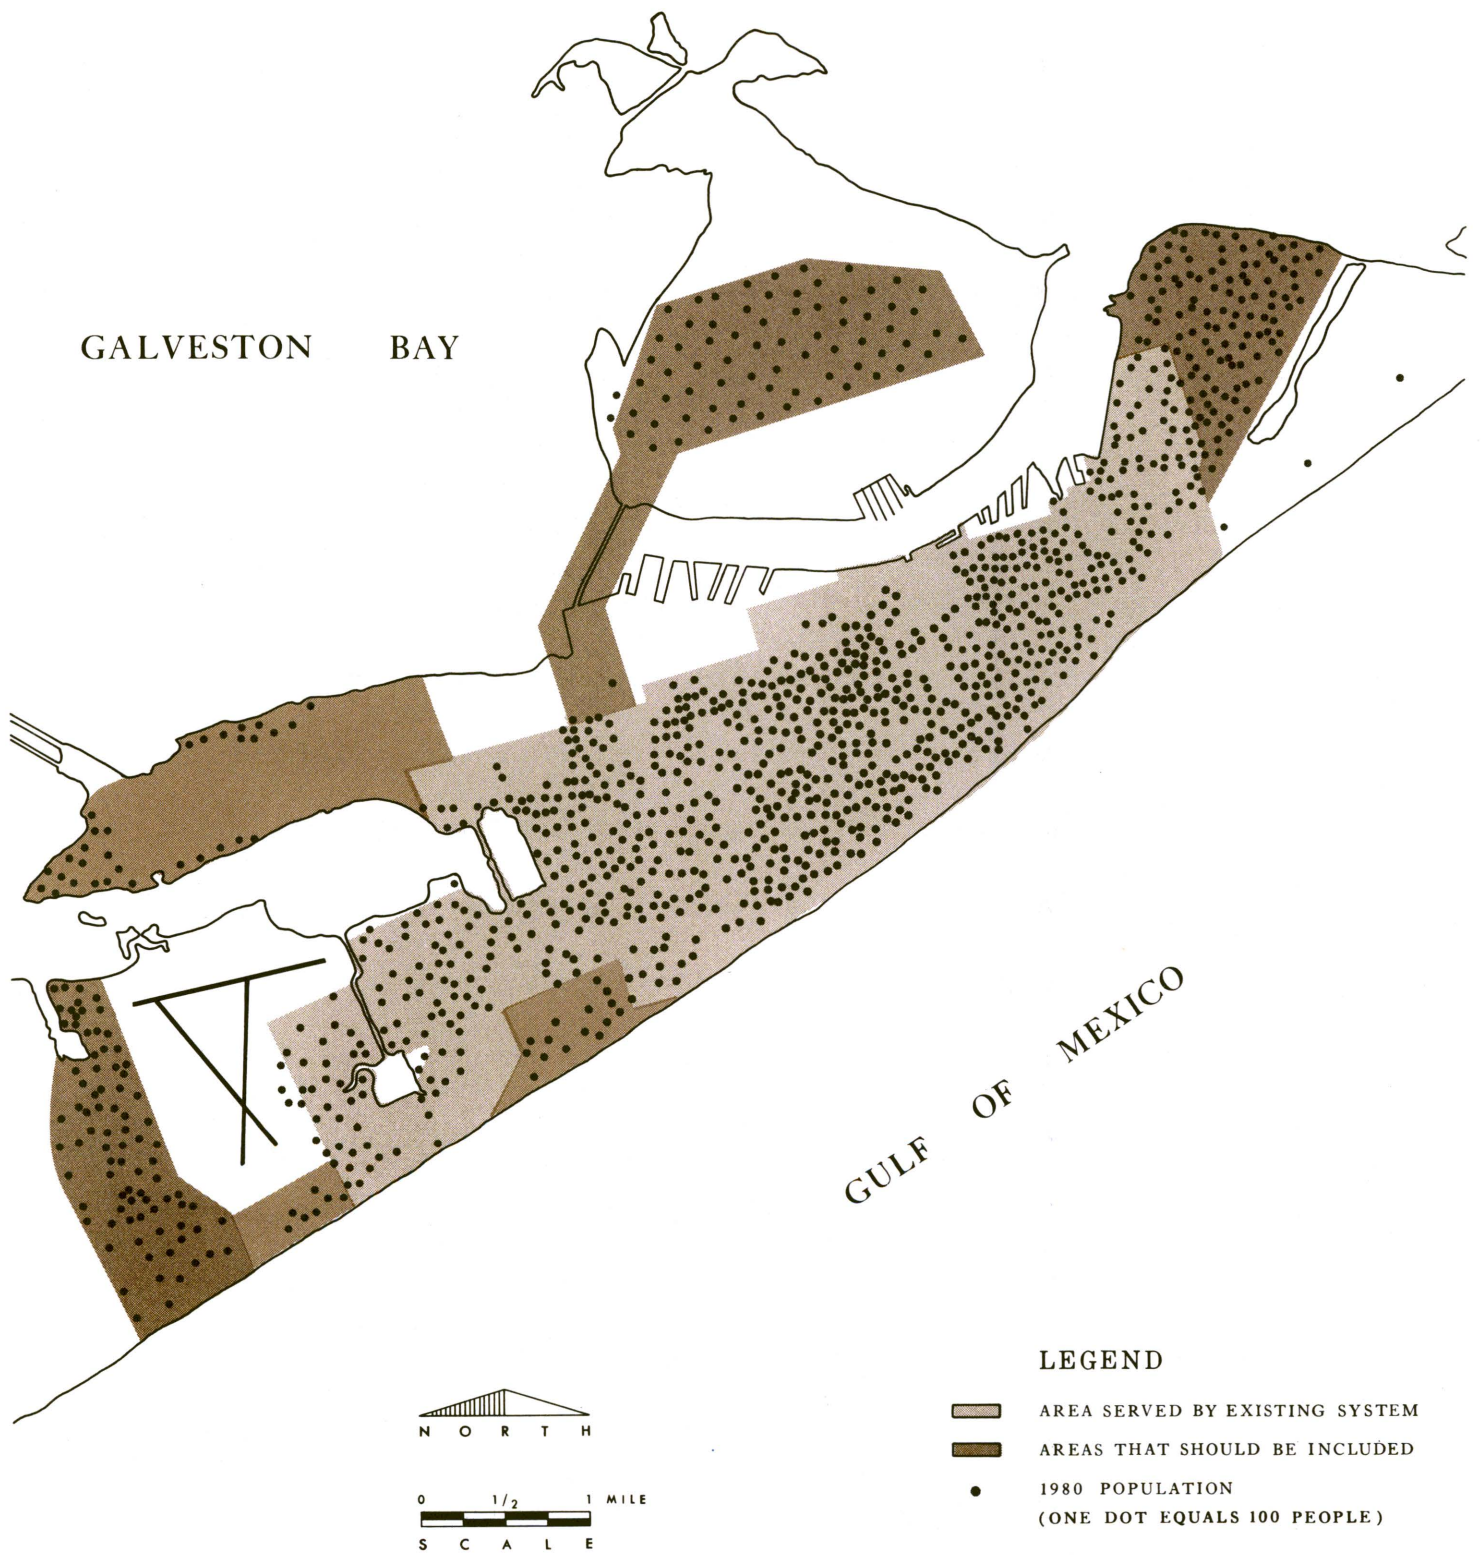 GALVESTON BAY
GULF OF MEXICO
LEGEND
AREA SERVED BY EXISTING SYSTEM
AREAS THAT SHOULD BE INCLUDED
1980 POPULATION
(ONE DOT EQUALS 100 PEOPLE)
NORTH
0 1/2 1 MILE
SCALE